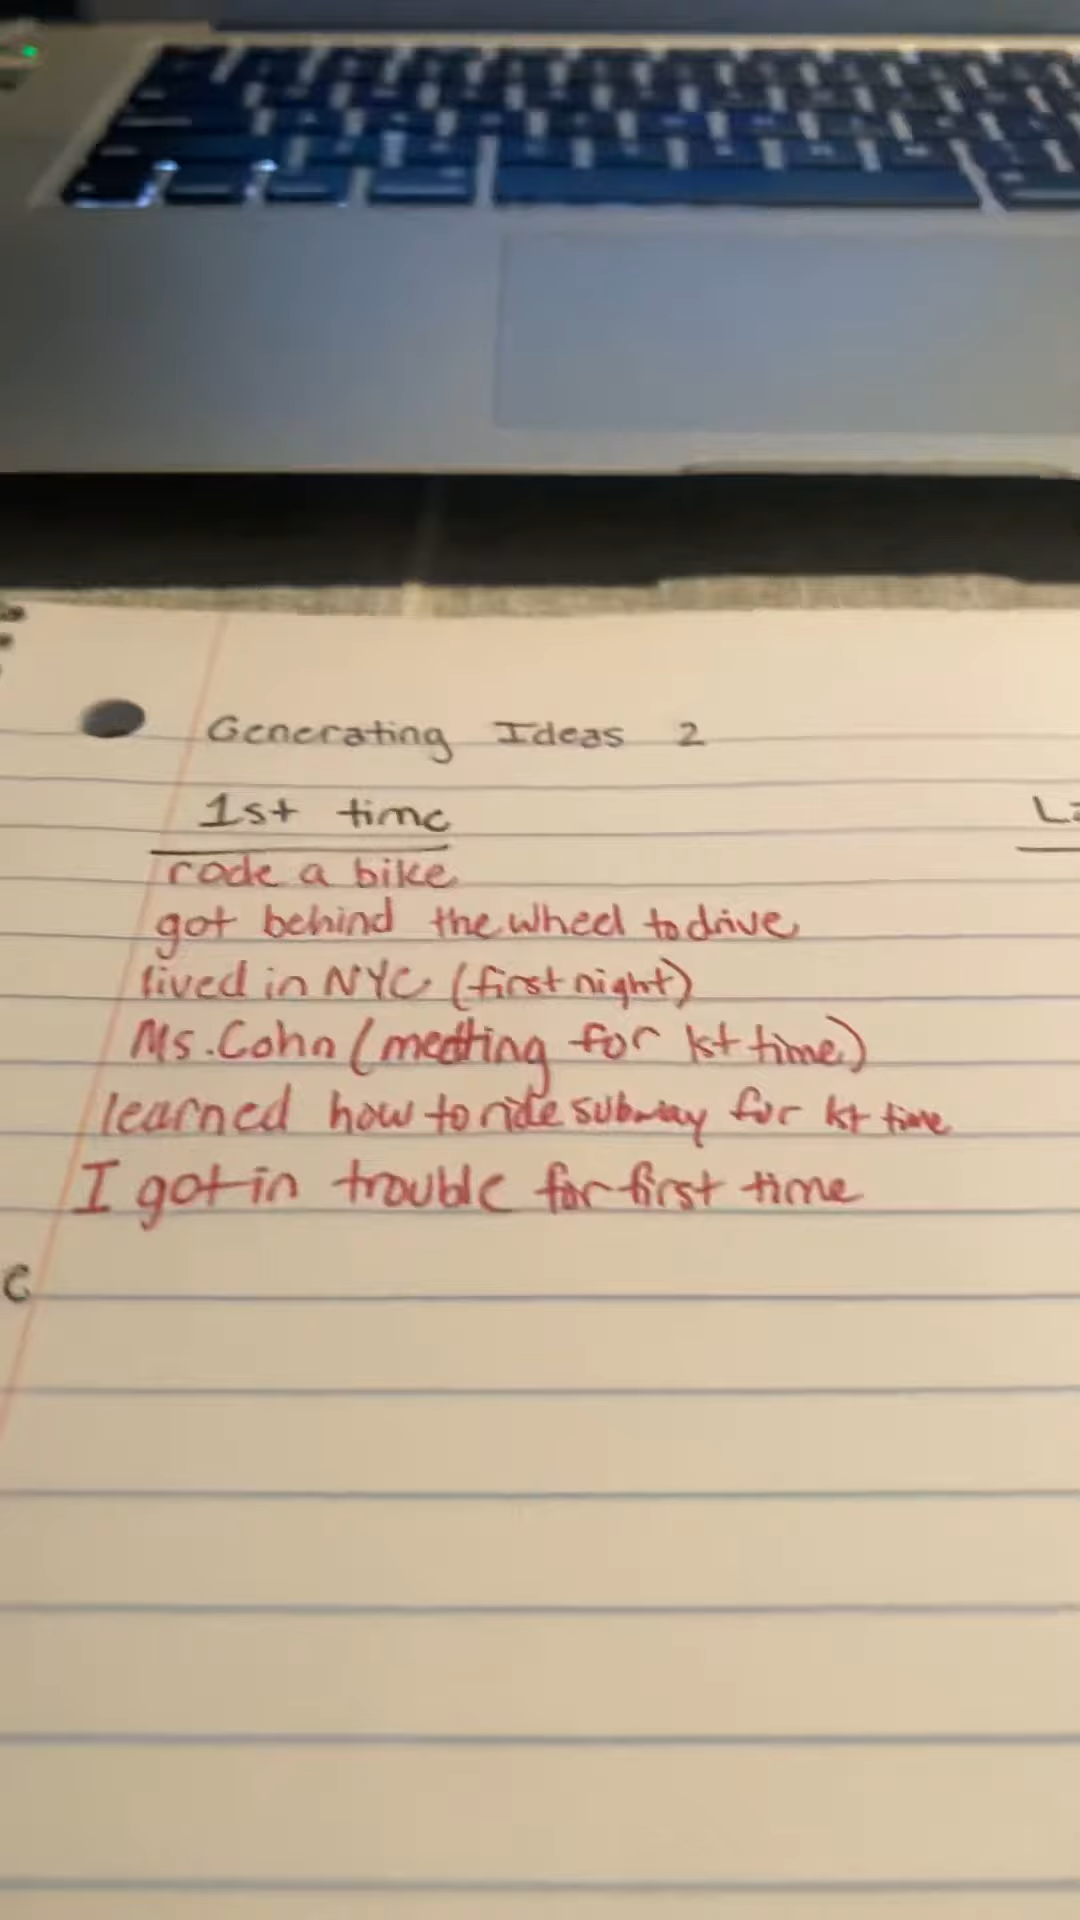 Generating Ideas 2
1st time
rode a bike
got behind the wheel to drive
lived in NYC (first night)
Ms. Cohn (meeting for 1st time)
learned how to ride subway for 1st time
I got in trouble for first time